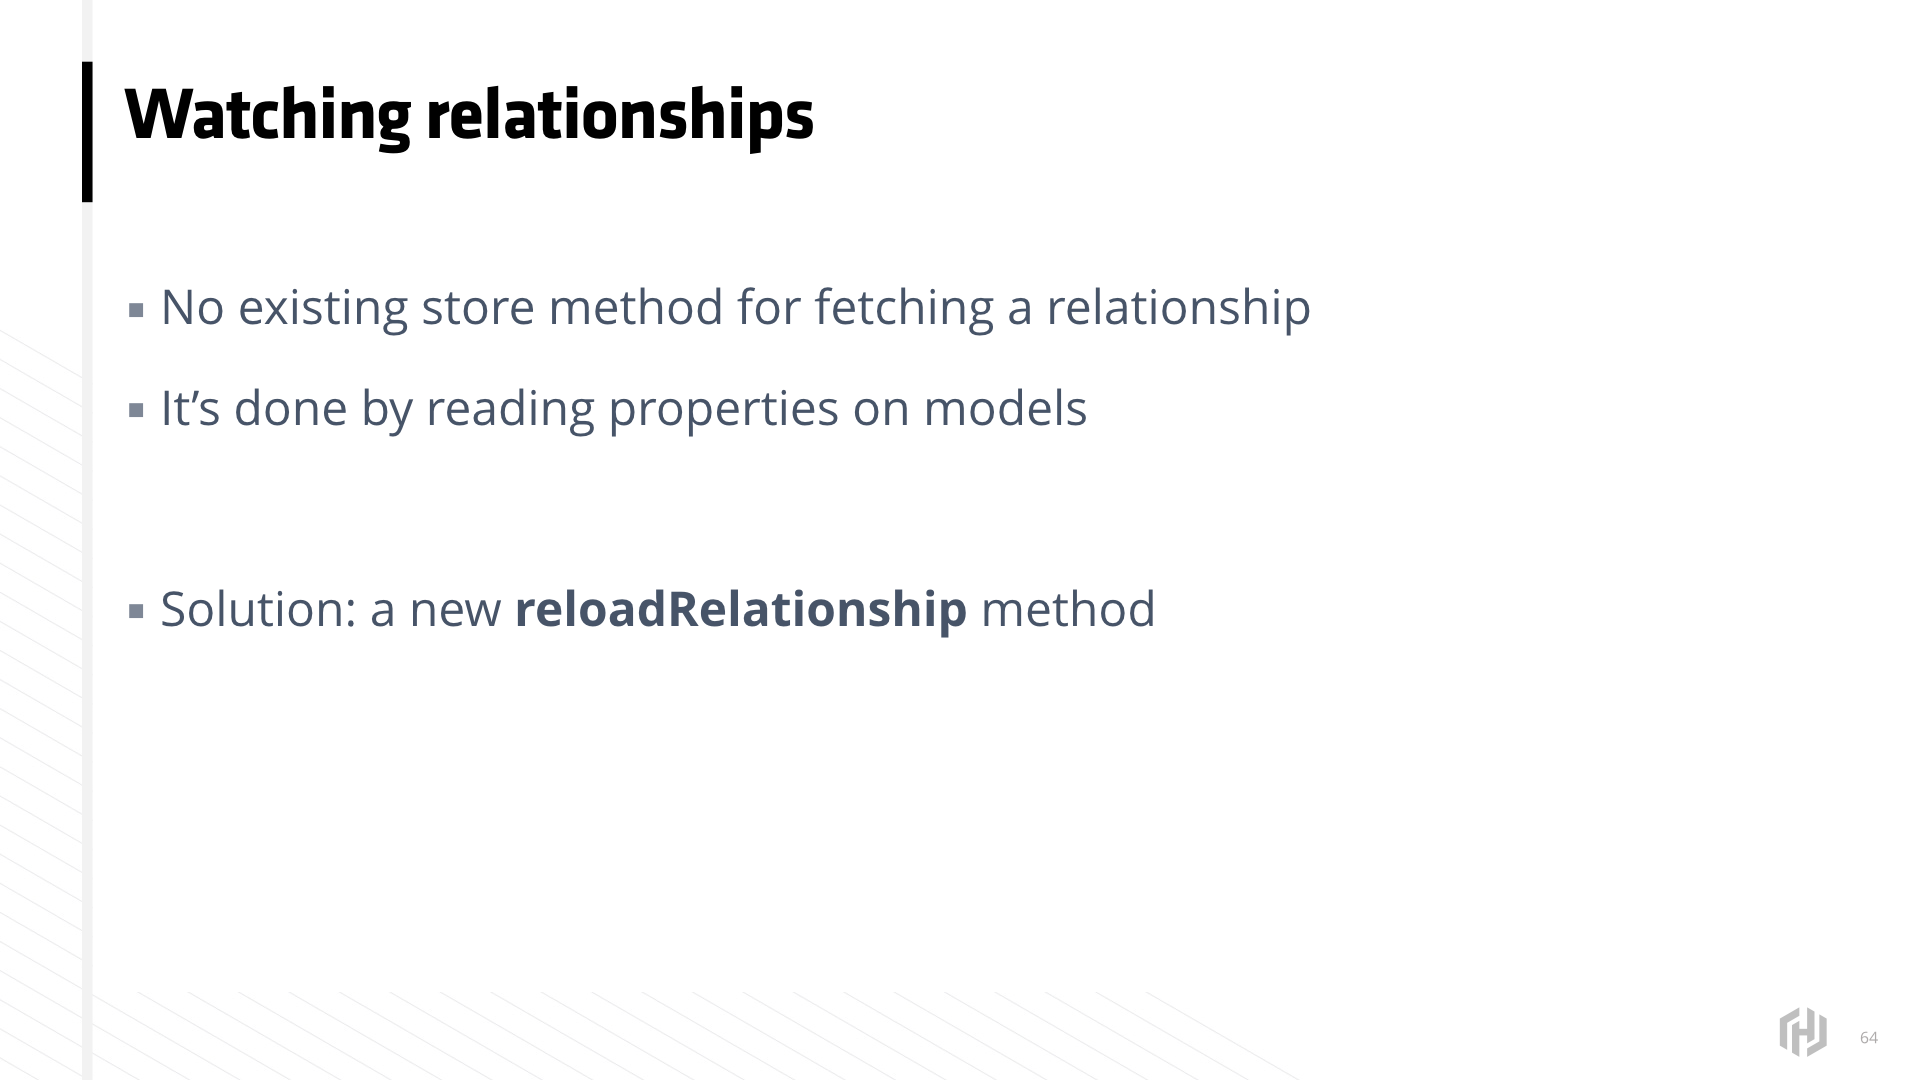 Watching relationships
▪ No existing store method for fetching a relationship
▪ It’s done by reading properties on models
▪ Solution: a new reloadRelationship method
64